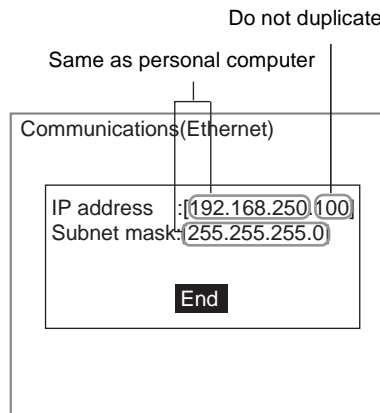 Do not duplicate
Same as personal computer
Communications(Ethernet)
IP address :[192.168.250.100]
Subnet mask:[255.255.255.0]
End